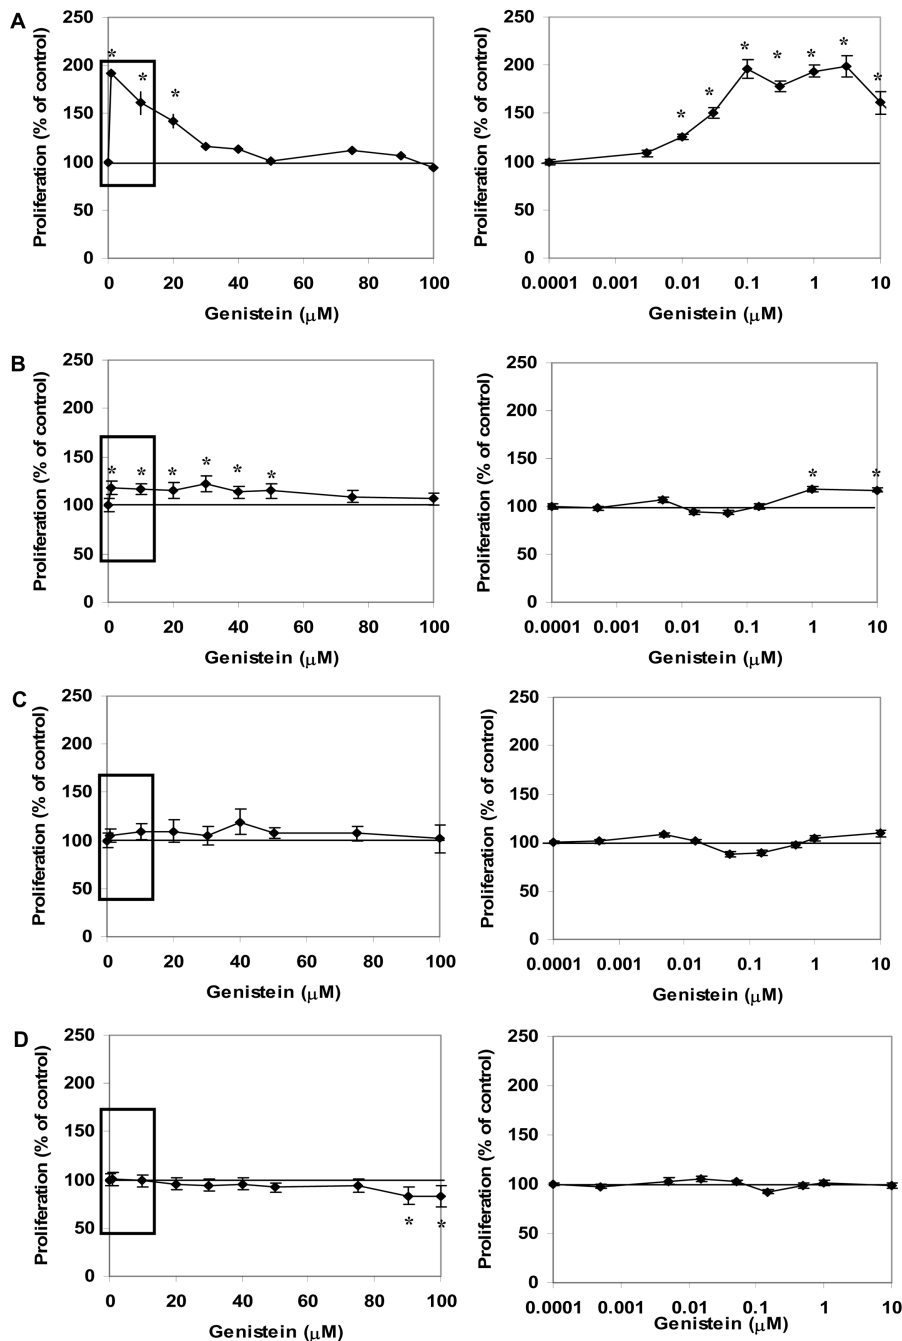 A
250
200
150
100
50
0
Proliferation (% of control)
* * *
0 20 40 60 80 100
Genistein (μM)
250
200
150
100
50
0
Proliferation (% of control)
* * * * * * *
0.0001 0.001 0.01 0.1 1 10
Genistein (μM)
B
250
200
150
100
50
0
Proliferation (% of control)
* * * * * *
0 20 40 60 80 100
Genistein (μM)
250
200
150
100
50
0
Proliferation (% of control)
* *
0.0001 0.001 0.01 0.1 1 10
Genistein (μM)
C
250
200
150
100
50
0
Proliferation (% of control)
0 20 40 60 80 100
Genistein (μM)
250
200
150
100
50
0
Proliferation (% of control)
0.0001 0.001 0.01 0.1 1 10
Genistein (μM)
D
250
200
150
100
50
0
Proliferation (% of control)
* *
0 20 40 60 80 100
Genistein (μM)
250
200
150
100
50
0
Proliferation (% of control)
0.0001 0.001 0.01 0.1 1 10
Genistein (μM)